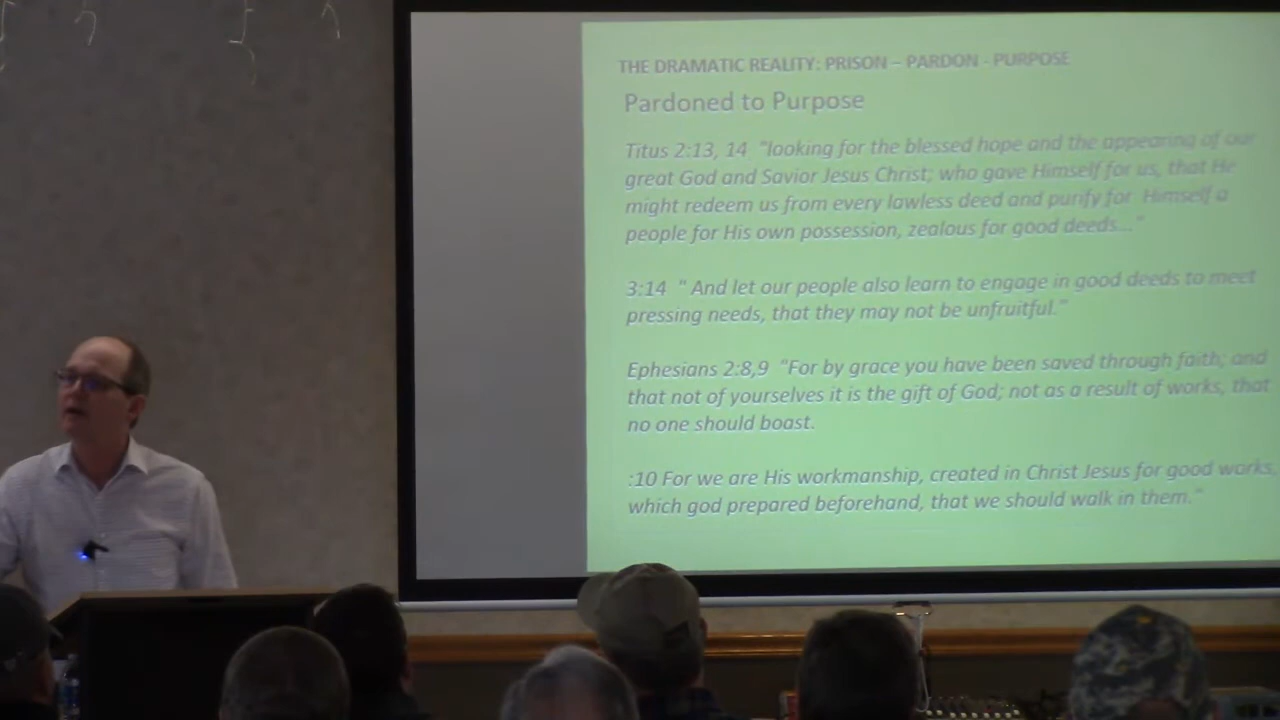 THE DRAMATIC REALITY: PRISON – PARDON - PURPOSE
Pardoned to Purpose
Titus 2:13, 14 "looking for the blessed hope and the appearing of our
great God and Savior Jesus Christ; who gave Himself for us, that He
might redeem us from every lawless deed and purify for Himself a
people for His own possession, zealous for good deeds..."
3:14 " And let our people also learn to engage in good deeds to meet
pressing needs, that they may not be unfruitful."
Ephesians 2:8,9 "For by grace you have been saved through faith; and
that not of yourselves it is the gift of God; not as a result of works, that
no one should boast.
:10 For we are His workmanship, created in Christ Jesus for good works,
which god prepared beforehand, that we should walk in them."